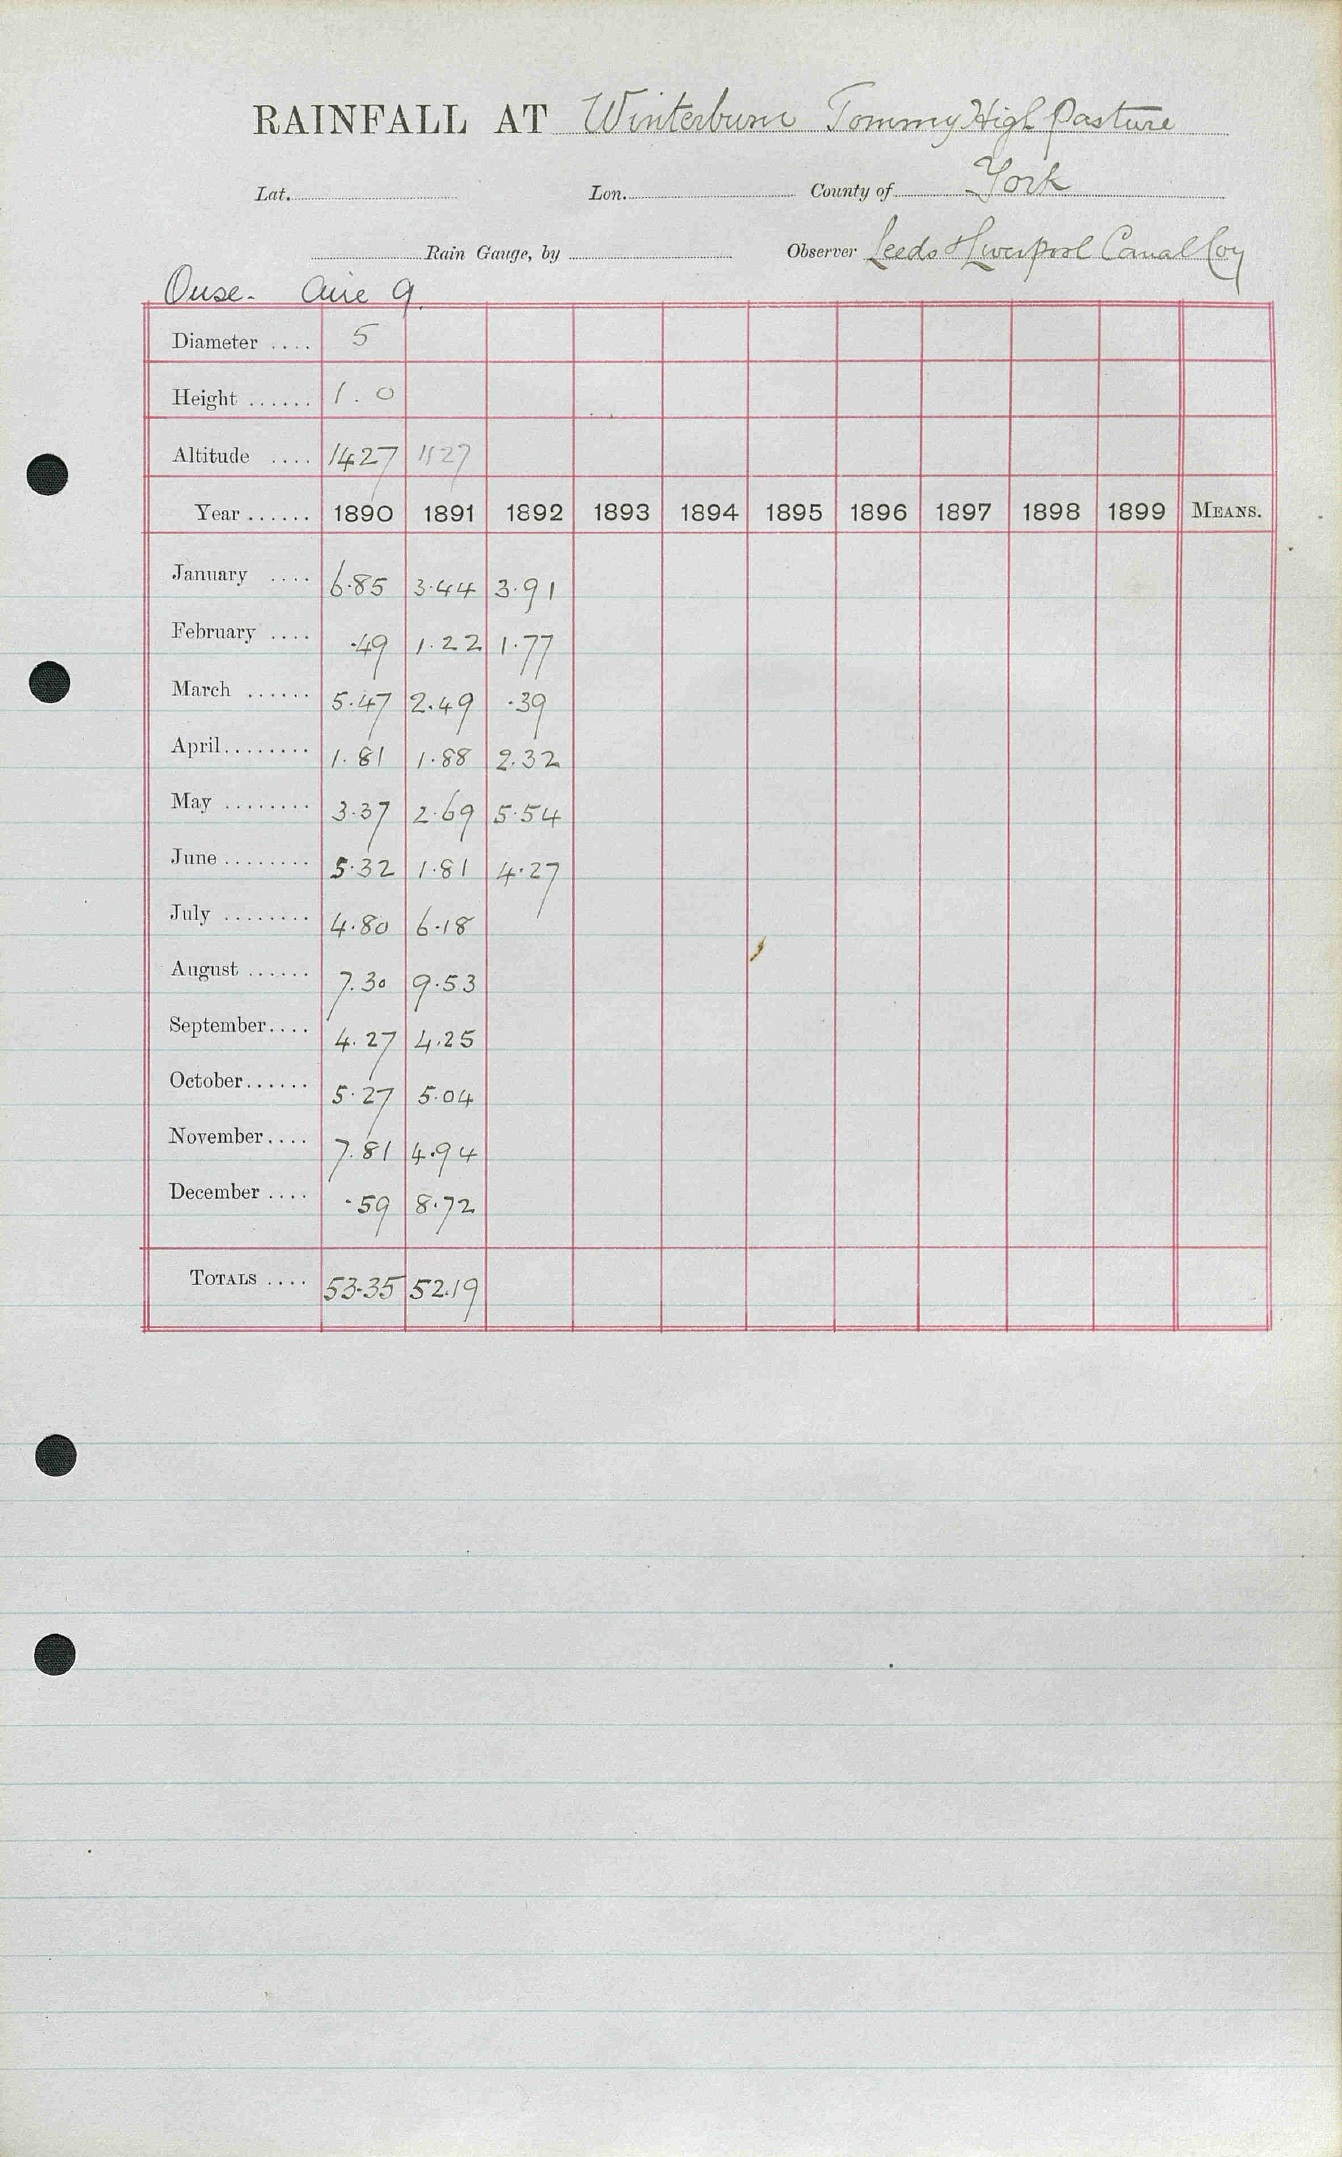 RAINFALL AT Winterburn Tommy High Pasture
Lat. Lon. County of York
Rain Gauge, by Observer Leeds & Liverpool Canal Coy
Ouse. Aire 9.
Diameter .... 5
Height ...... 1.0
Altitude .... 1427 1527
Year ...... 1890 1891 1892 1893 1894 1895 1896 1897 1898 1899 MEANS.
January .... 6.85 3.44 3.91
February .... .49 1.22 1.77
March ...... 5.47 2.49 .39
April ........ 1.81 1.88 2.32
May ........ 3.37 2.69 5.54
June ........ 5.32 1.81 4.27
July ........ 4.80 6.18
August ...... 7.30 9.53
September .... 4.27 4.25
October ...... 5.27 5.04
November .... 7.81 4.94
December .... .59 8.72
TOTALS .... 53.35 52.19